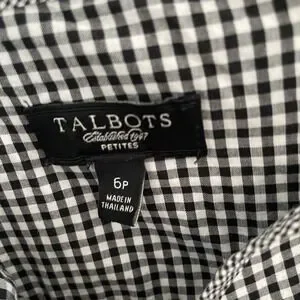 TALBOTS
Established 1947
PETITES
6P
MADE IN
THAILAND